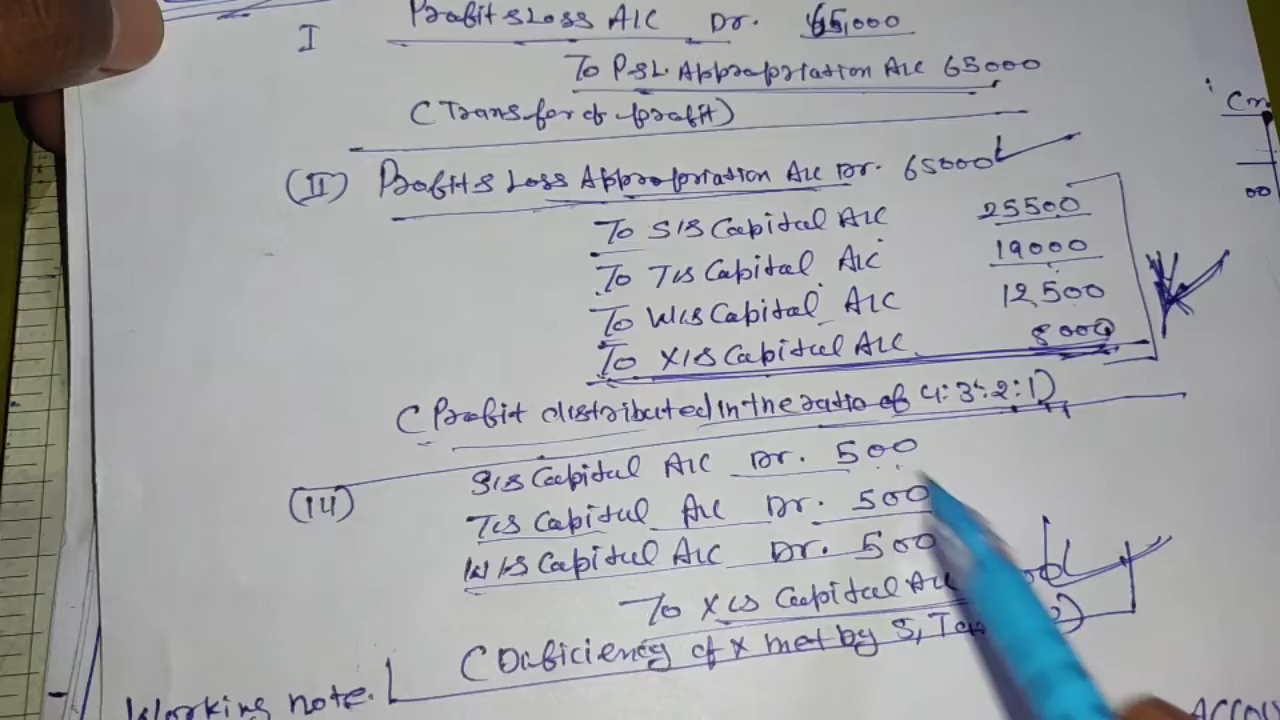 I Profit & Loss A/C Dr. 65,000
To P&L Appropriation A/C 65000
(Transfer of profit)
(II) Profit & Loss Appropriation A/C Dr. 65000
To S's Capital A/C 25500
To T's Capital A/C 19000
To W's Capital A/C 12,500
To X's Capital A/C 8000
(Profit distributed in the ratio of 4:3:2:1)
(III) S's Capital A/C Dr. 500
T's Capital A/C Dr. 500
W's Capital A/C Dr. 500
To X's Capital A/C
(Dificiency of X met by S, T
Working note.
00